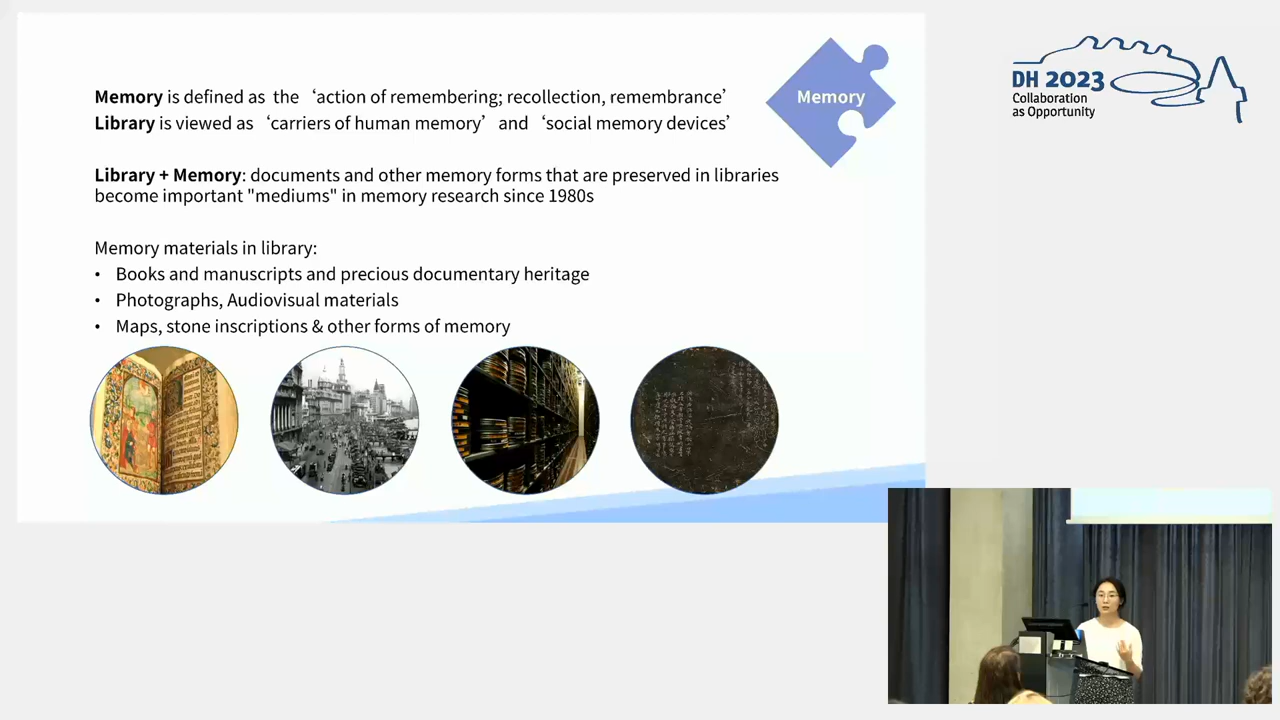 Memory is defined as the ‘action of remembering; recollection, remembrance’
Library is viewed as ‘carriers of human memory’ and ‘social memory devices’
Memory
Library + Memory: documents and other memory forms that are preserved in libraries
become important "mediums" in memory research since 1980s
Memory materials in library:
• Books and manuscripts and precious documentary heritage
• Photographs, Audiovisual materials
• Maps, stone inscriptions & other forms of memory
DH 2023
Collaboration
as Opportunity